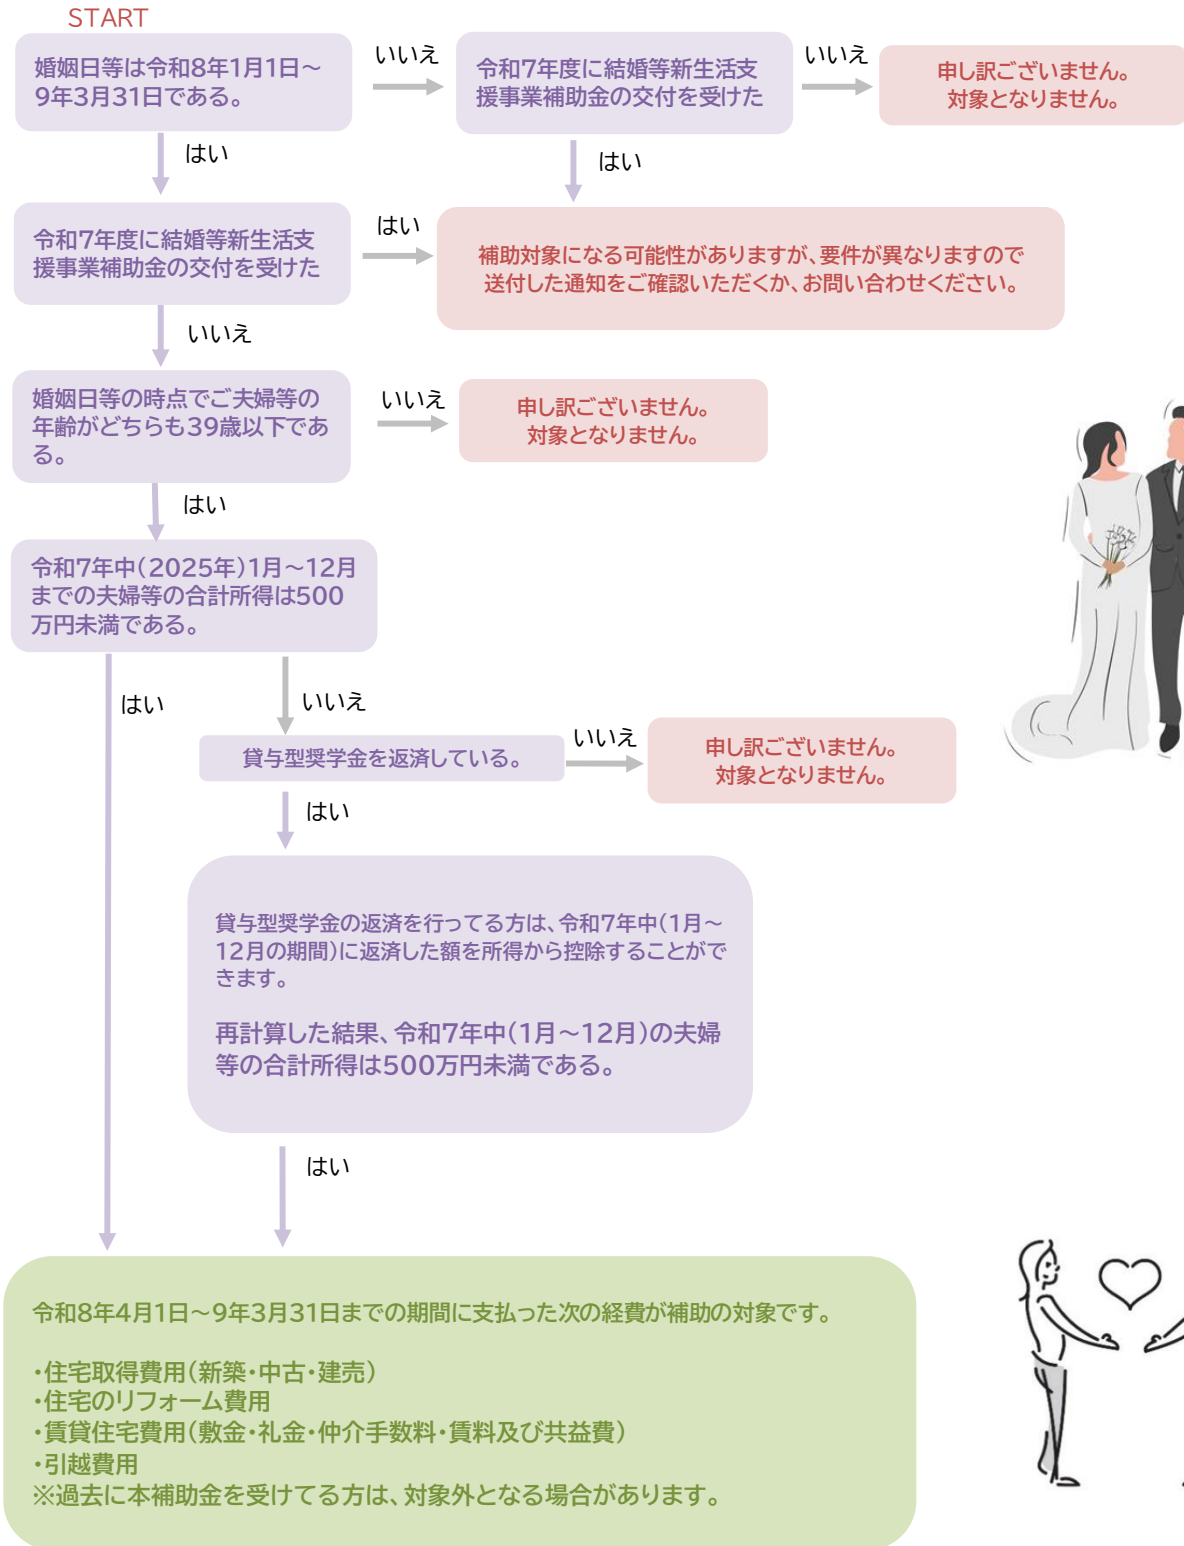 START
婚姻日等は令和8年1月1日～
9年3月31日である。
いいえ
令和7年度に結婚等新生活支
援事業補助金の交付を受けた
いいえ
申し訳ございません。
対象となりません。
はい
はい
令和7年度に結婚等新生活支
援事業補助金の交付を受けた
はい
補助対象になる可能性がありますが、要件が異なりますので
送付した通知をご確認いただくか、お問い合わせください。
いいえ
婚姻日等の時点でご夫婦等の
年齢がどちらも39歳以下であ
る。
いいえ
申し訳ございません。
対象となりません。
はい
令和7年中（2025年）1月～12月
までの夫婦等の合計所得は500
万円未満である。
はい
いいえ
貸与型奨学金を返済している。
いいえ
申し訳ございません。
対象となりません。
はい
貸与型奨学金の返済を行ってる方は、令和7年中（1月～
12月の期間）に返済した額を所得から控除することがで
きます。
再計算した結果、令和7年中（1月～12月）の夫婦
等の合計所得は500万円未満である。
はい
令和8年4月1日～9年3月31日までの期間に支払った次の経費が補助の対象です。
・住宅取得費用（新築・中古・建売）
・住宅のリフォーム費用
・賃貸住宅費用（敷金・礼金・仲介手数料・賃料及び共益費）
・引越費用
※過去に本補助金を受けてる方は、対象外となる場合があります。